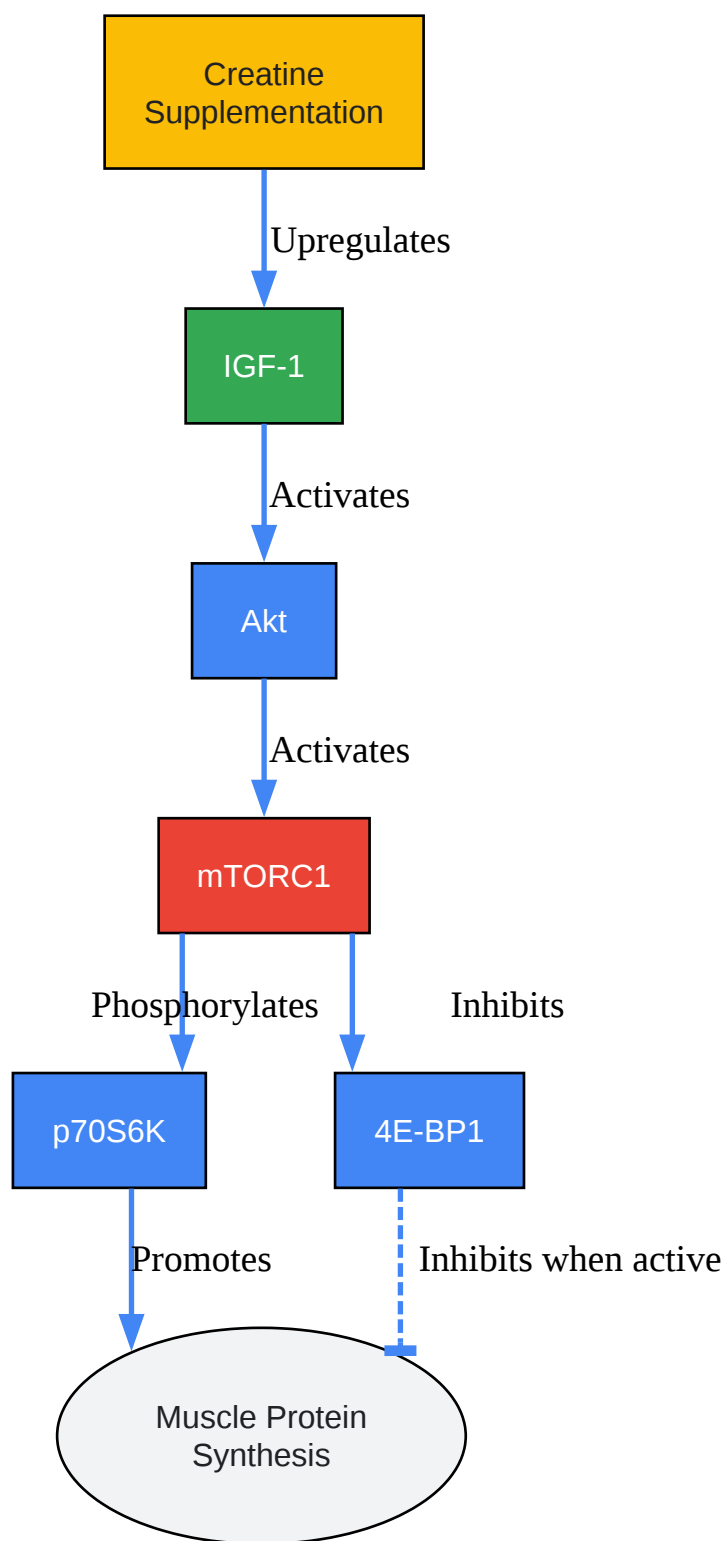 Creatine
Supplementation
Upregulates
IGF-1
Activates
Akt
Activates
mTORC1
Phosphorylates
Inhibits
p70S6K
4E-BP1
Promotes
Inhibits when active
Muscle Protein
Synthesis